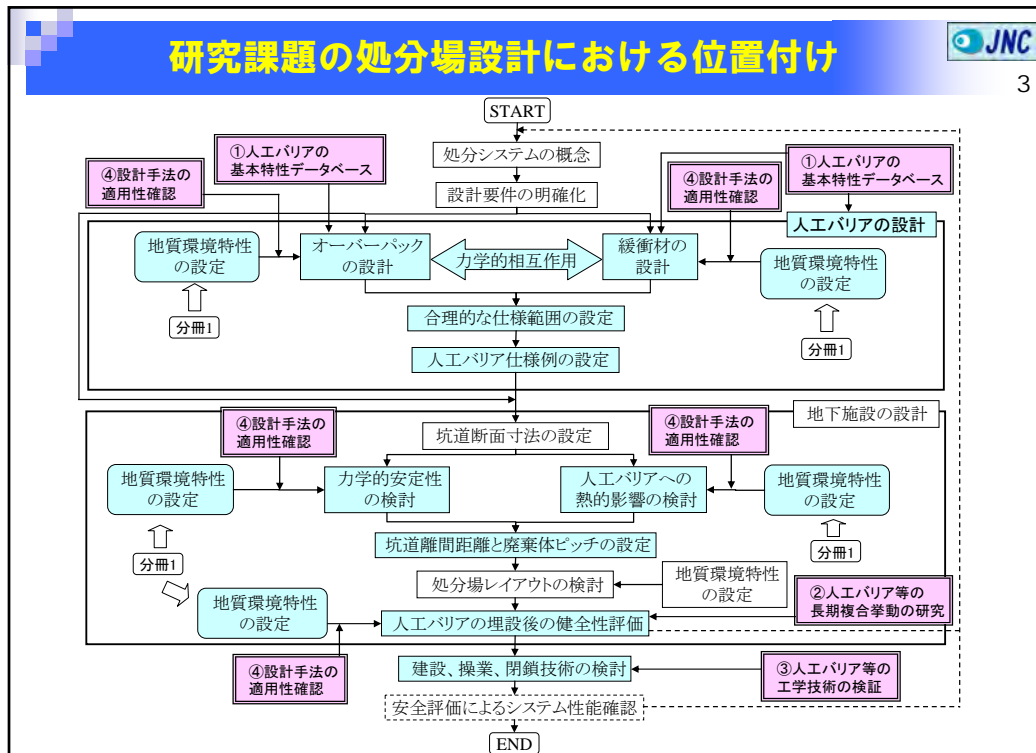 研究課題の処分場設計における位置付け
JNC
3
START
処分システムの概念
設計要件の明確化
①人工バリアの
基本特性データベース
④設計手法の
適用性確認
①人工バリアの
基本特性データベース
④設計手法の
適用性確認
人工バリアの設計
地質環境特性
の設定
オーバーパック
の設計
力学的相互作用
緩衝材の
設計
地質環境特性
の設定
分冊1
分冊1
合理的な仕様範囲の設定
人工バリア仕様例の設定
地下施設の設計
④設計手法の
適用性確認
坑道断面寸法の設定
④設計手法の
適用性確認
地質環境特性
の設定
力学的安定性
の検討
人工バリアへの
熱的影響の検討
地質環境特性
の設定
分冊1
分冊1
坑道離間距離と廃棄体ピッチの設定
処分場レイアウトの検討
地質環境特性
の設定
地質環境特性
の設定
②人工バリア等の
長期複合挙動の研究
人工バリアの埋設後の健全性評価
④設計手法の
適用性確認
建設、操業、閉鎖技術の検討
③人工バリア等の
工学技術の検証
安全評価によるシステム性能確認
END